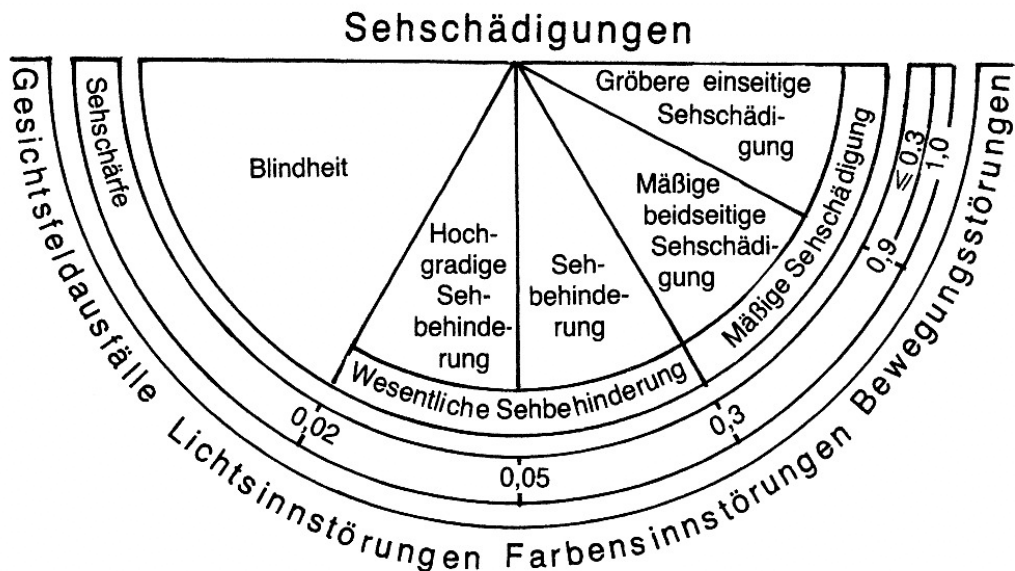 Sehschädigungen
Gesichtsfeldausfälle Lichtsinnstörungen Farbensinnstörungen Bewegungsstörungen
Sehschärfe
Blindheit
Hoch-
gradige
Seh-
behinde-
rung
Seh-
behinde-
rung
Mäßige
beidseitige
Sehschädi-
gung
Gröbere einseitige
Sehschädi-
gung
Wesentliche Sehbehinderung
Mäßige Sehschädigung
0,02
0,05
0,3
0,9
≤ 0,3
1,0